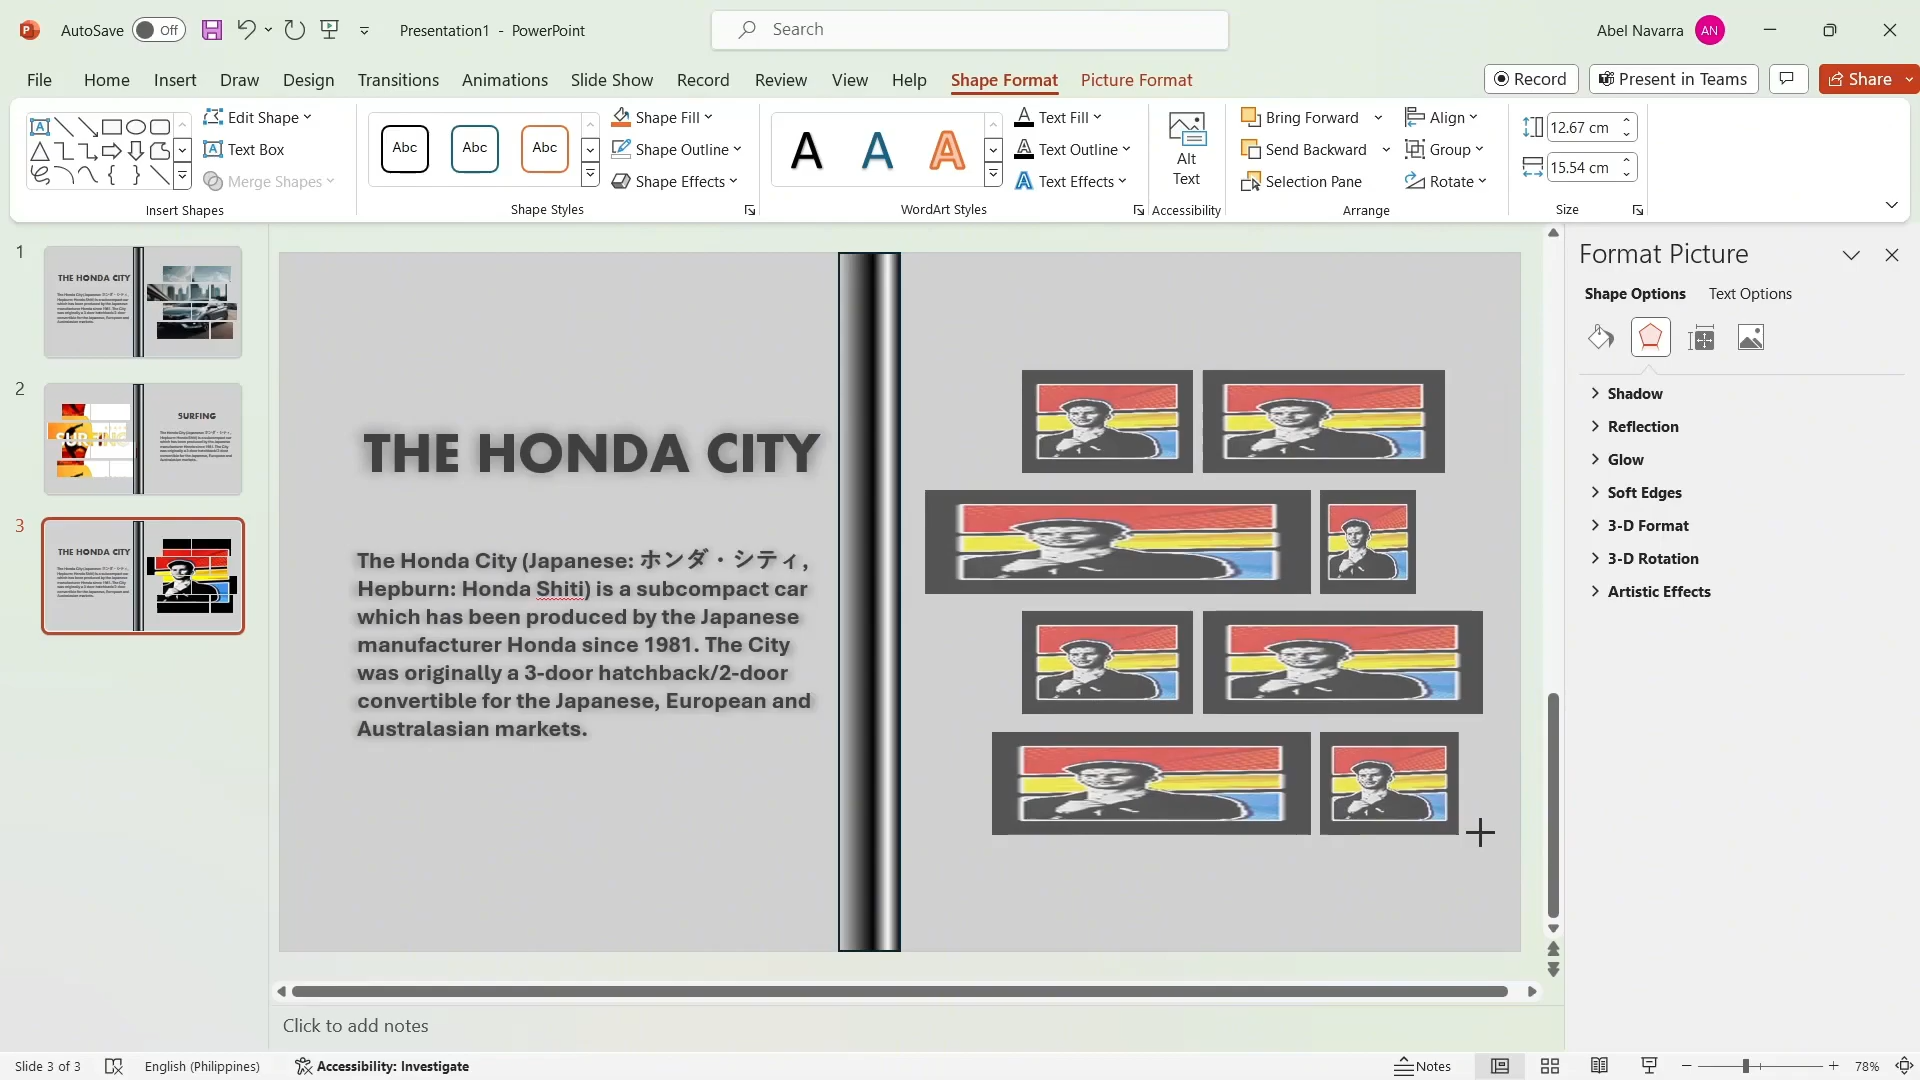 AutoSave Off Presentation1 - PowerPoint Search Abel Navarra AN
File Home Insert Draw Design Transitions Animations Slide Show Record Review View Help Shape Format Picture Format Record Present in Teams Share
Edit Shape
Text Box
Merge Shapes
Insert Shapes
Abc Abc Abc
Shape Fill
Shape Outline
Shape Effects
Shape Styles
A A A
Text Fill
Text Outline
Text Effects
WordArt Styles
Alt
Text
Accessibility
Bring Forward Align
Send Backward Group
Selection Pane Rotate
Arrange
12.67 cm
15.54 cm
Size
1
THE HONDA CITY
2
SURFING
SURFING
3
THE HONDA CITY
THE HONDA CITY
The Honda City (Japanese: ホンダ・シティ,
Hepburn: Honda Shiti) is a subcompact car
which has been produced by the Japanese
manufacturer Honda since 1981. The City
was originally a 3-door hatchback/2-door
convertible for the Japanese, European and
Australasian markets.
Format Picture
Shape Options Text Options
Shadow
Reflection
Glow
Soft Edges
3-D Format
3-D Rotation
Artistic Effects
Click to add notes
Slide 3 of 3 English (Philippines) Accessibility: Investigate Notes 78%